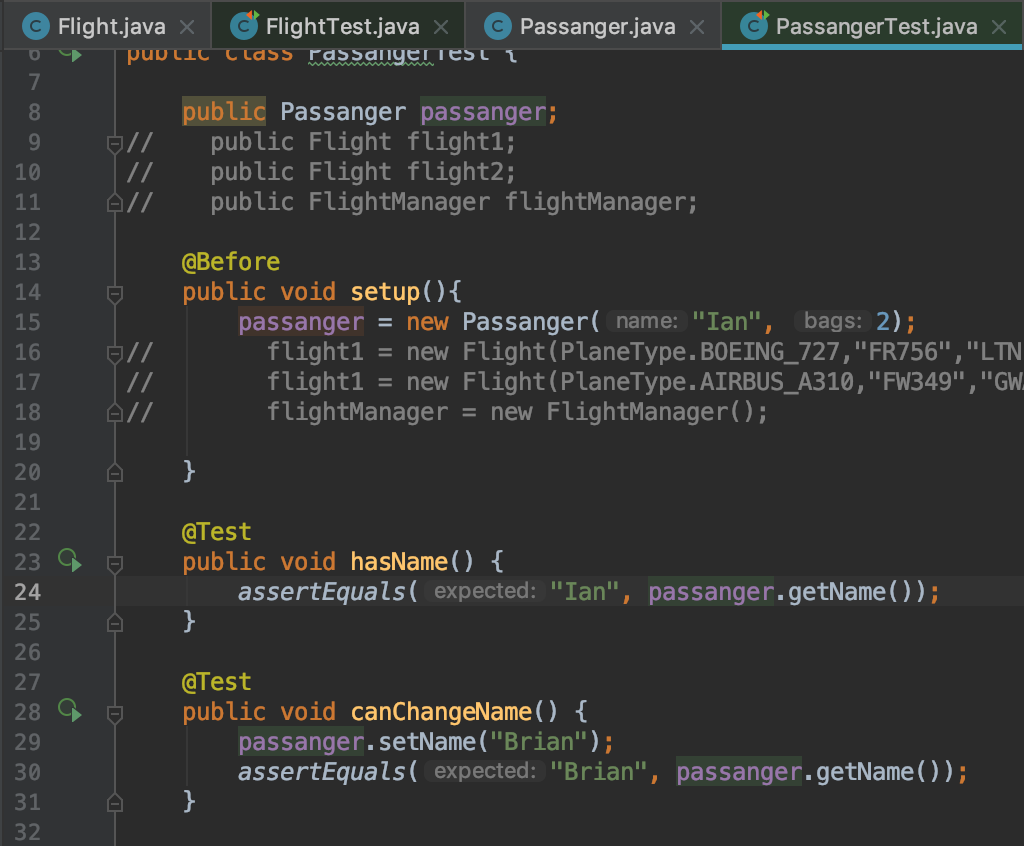 Flight.java × FlightTest.java × Passanger.java × PassangerTest.java ×
6 public class PassangerTest {
7
8 public Passanger passanger;
9 // public Flight flight1;
10 // public Flight flight2;
11 // public FlightManager flightManager;
12
13 @Before
14 public void setup(){
15 passanger = new Passanger( name: "Ian", bags: 2);
16 // flight1 = new Flight(PlaneType.BOEING_727,"FR756","LTN
17 // flight1 = new Flight(PlaneType.AIRBUS_A310,"FW349","GWA
18 // flightManager = new FlightManager();
19
20 }
21
22 @Test
23 public void hasName() {
24 assertEquals( expected: "Ian", passanger.getName());
25 }
26
27 @Test
28 public void canChangeName() {
29 passanger.setName("Brian");
30 assertEquals( expected: "Brian", passanger.getName());
31 }
32